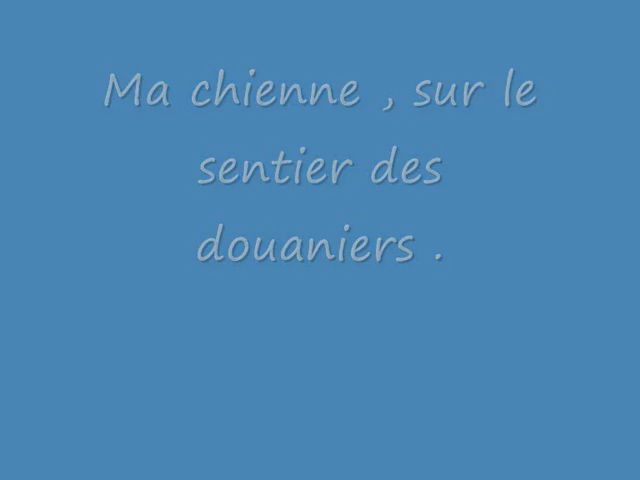 Ma chienne , sur le
sentier des
douaniers .